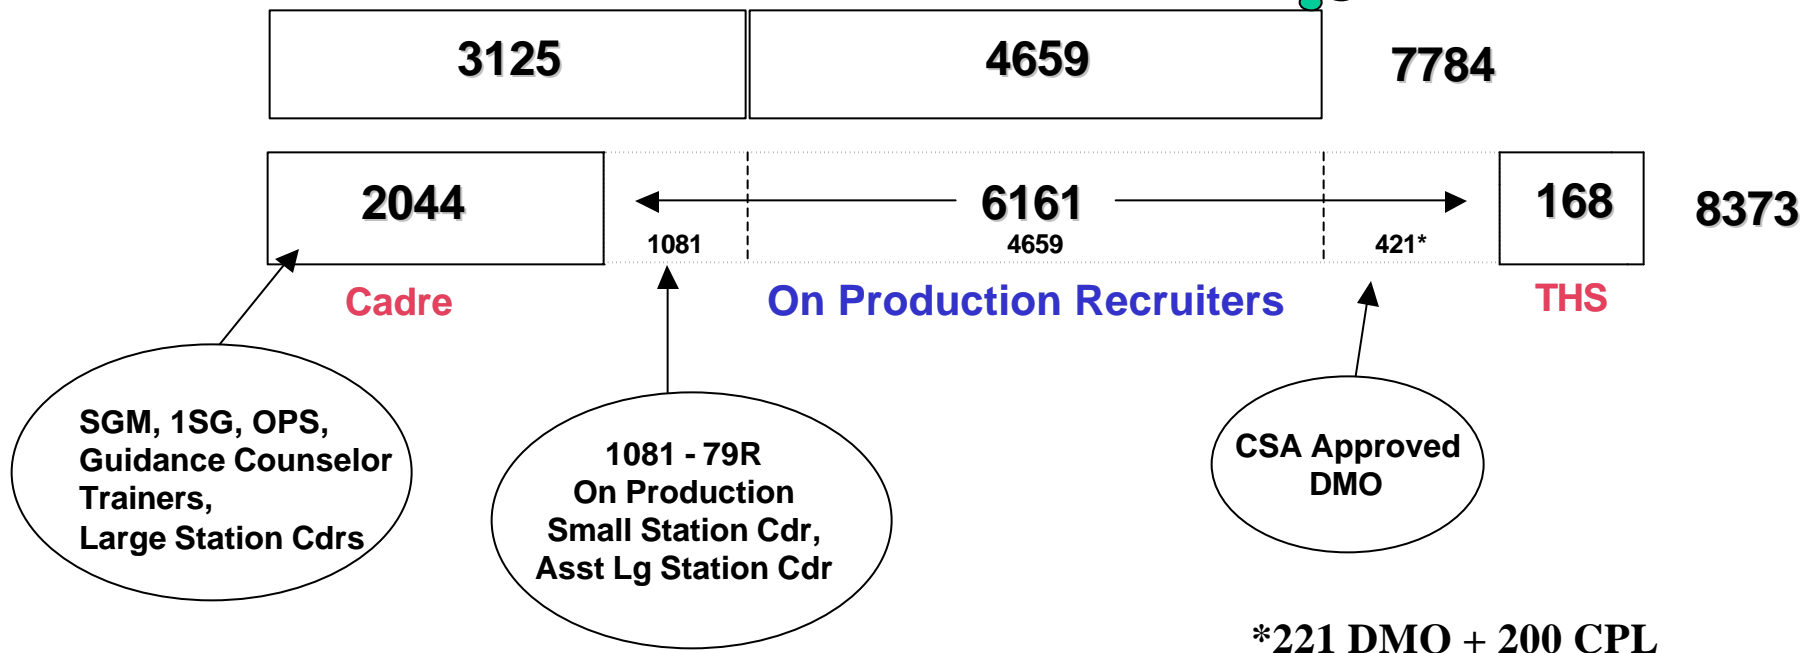 3125
4659
7784
2044
6161
168
8373
1081
4659
421*
Cadre
On Production Recruiters
THS
SGM, 1SG, OPS,
Guidance Counselor
Trainers,
Large Station Cdrs
1081 - 79R
On Production
Small Station Cdr,
Asst Lg Station Cdr
CSA Approved
DMO
*221 DMO + 200 CPL